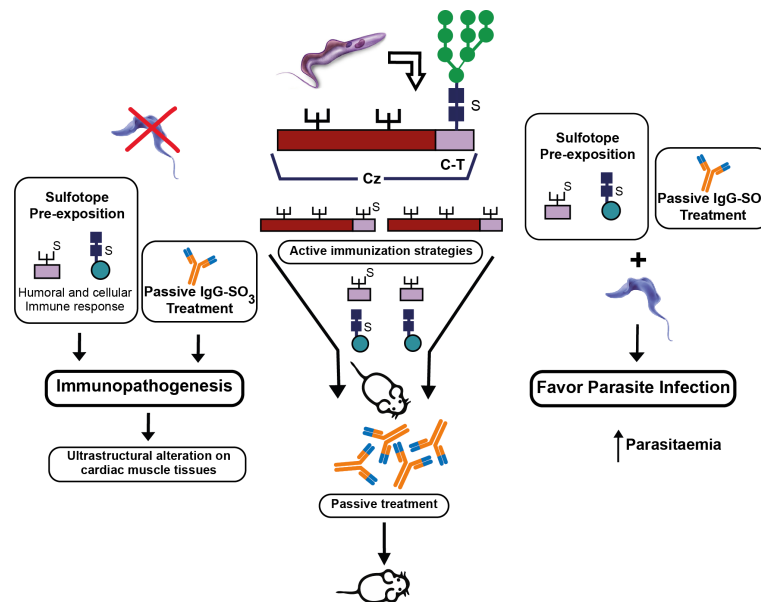 S
C-T
Cz
Sulfotope
Pre-exposition
S
S
Humoral and cellular
Immune response
Passive IgG-SO3
Treatment
Immunopathogenesis
Ultrastructural alteration on
cardiac muscle tissues
S
Active immunization strategies
S
S
Passive treatment
Sulfotope
Pre-exposition
S
S
Passive IgG-SO
Treatment
+
Favor Parasite Infection
Parasitaemia